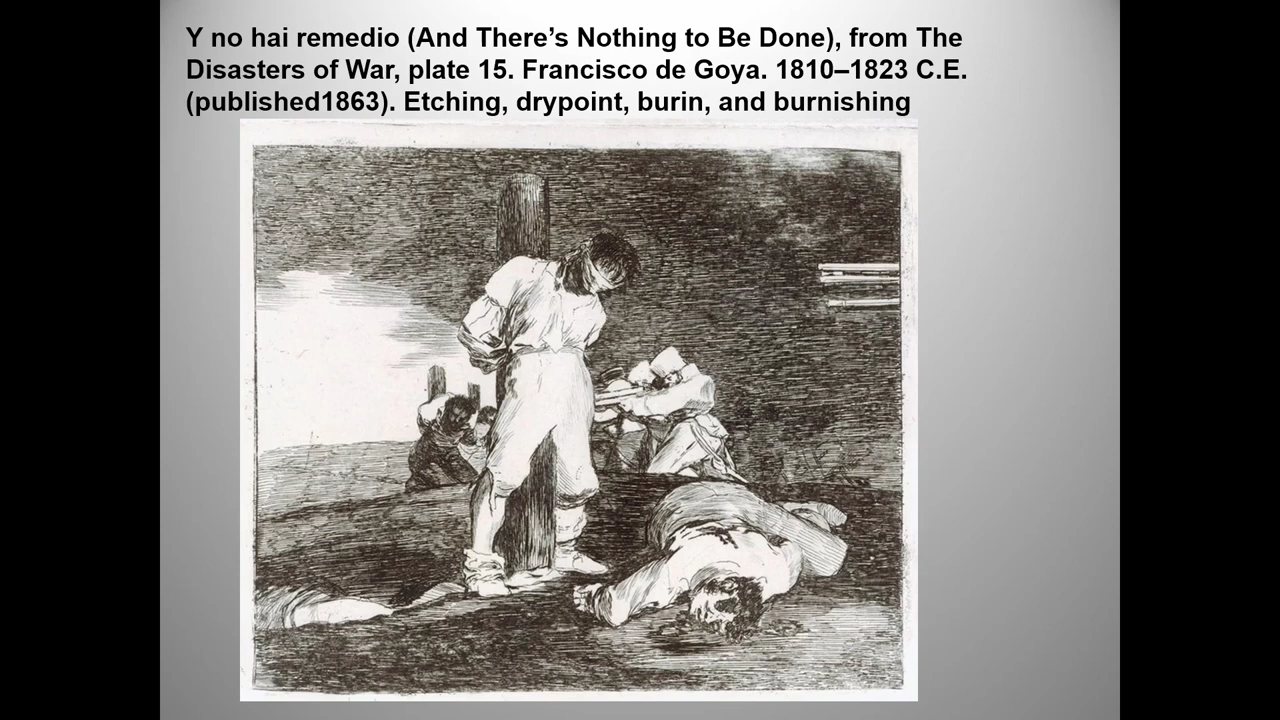 Y no hai remedio (And There’s Nothing to Be Done), from The
Disasters of War, plate 15. Francisco de Goya. 1810–1823 C.E.
(published1863). Etching, drypoint, burin, and burnishing